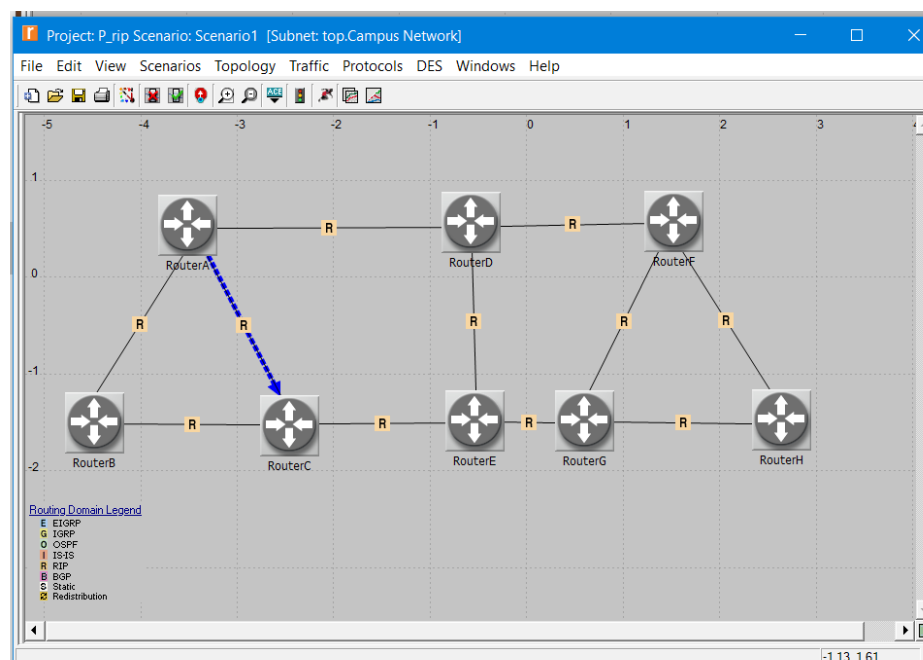 Project: P_rip Scenario: Scenario1 [Subnet: top.Campus Network]
File Edit View Scenarios Topology Traffic Protocols DES Windows Help
ACE
-5 -4 -3 -2 -1 0 1 2 3 4
1
R R
RouterA RouterD RouterF
0
R R R R R
-1
R R R R
RouterB RouterC RouterE RouterG RouterH
-2
Routing Domain Legend
E EIGRP
G IGRP
O OSPF
I IS-IS
R RIP
B BGP
S Static
Redistribution
-1.13, 1.61